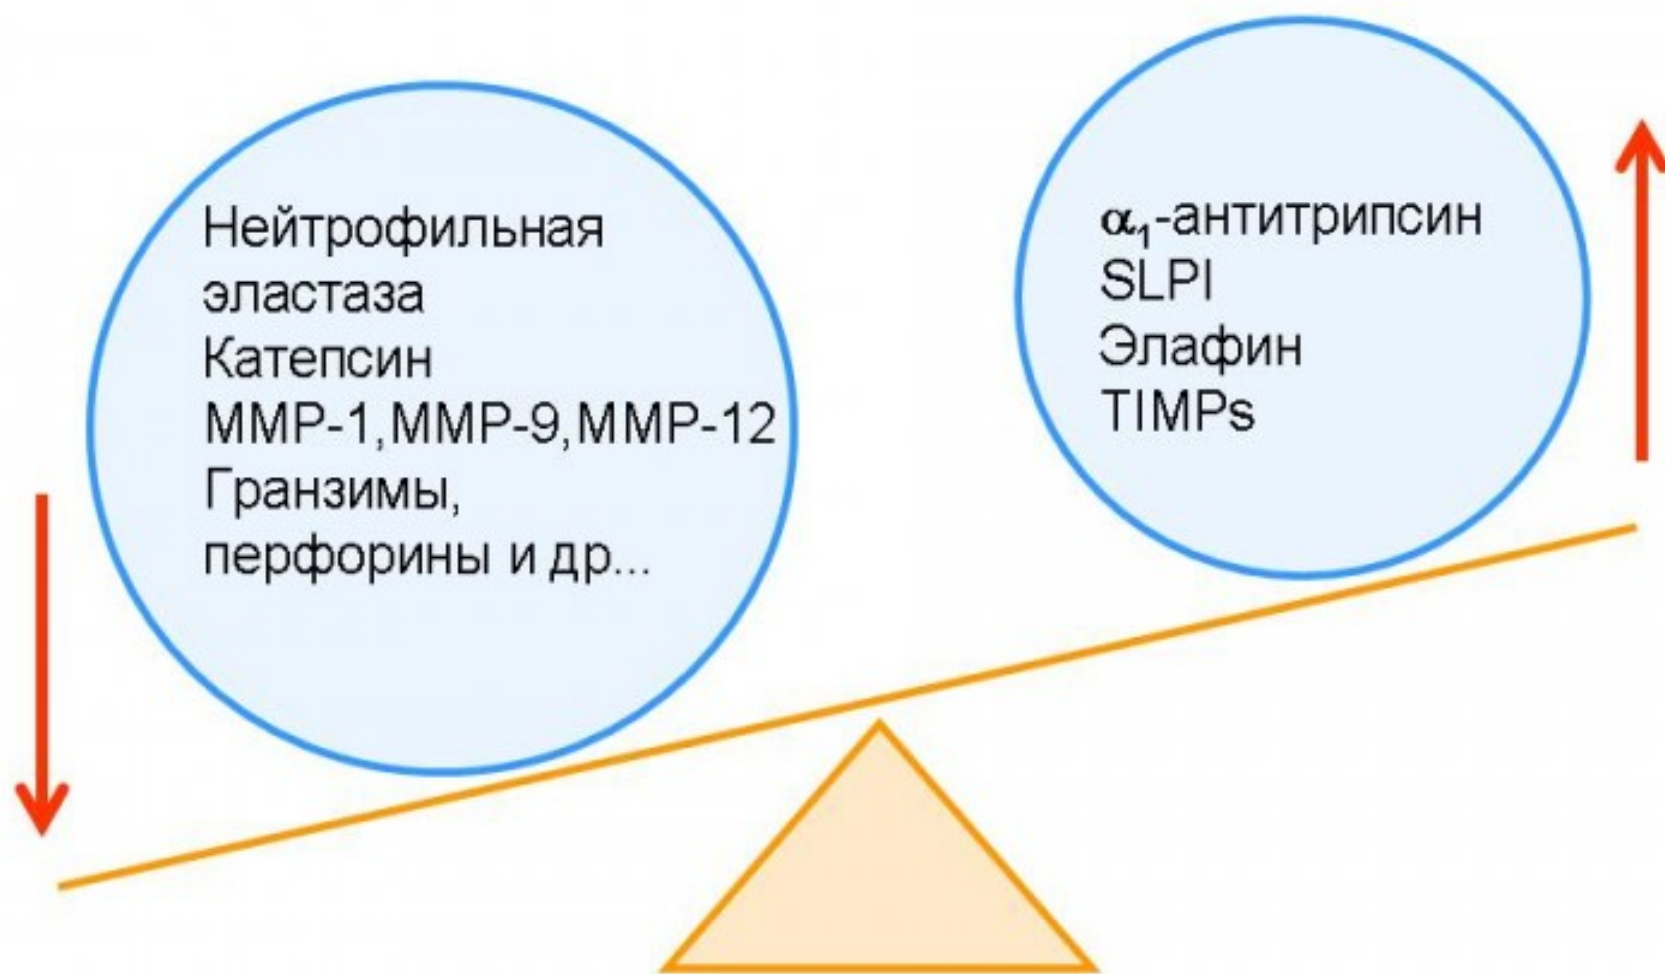 Нейтрофильная
эластаза
Катепсин
MMP-1,MMP-9,MMP-12
Гранзимы,
перфорины и др...
α₁-антитрипсин
SLPI
Элафин
TIMPs